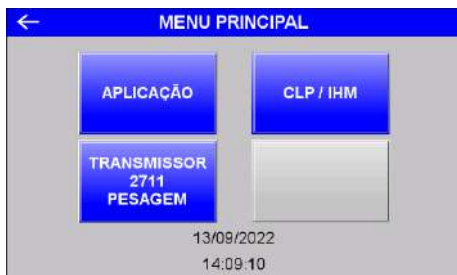 MENU PRINCIPAL
APLICAÇÃO
CLP / IHM
TRANSMISSOR
2711
PESAGEM
13/09/2022
14:09:10